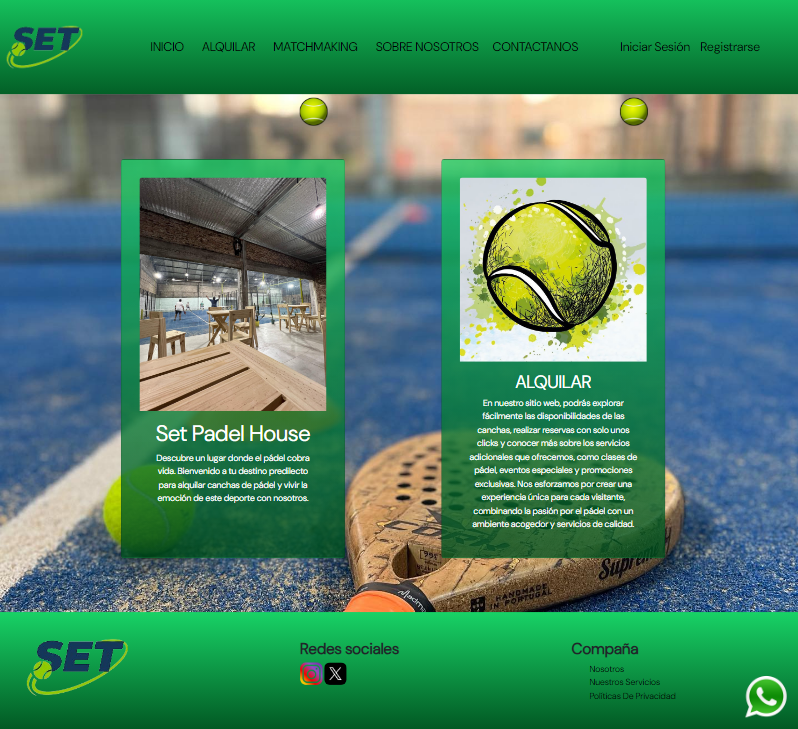 SET
INICIO ALQUILAR MATCHMAKING SOBRE NOSOTROS CONTACTANOS Iniciar Sesión Registrarse
Set Padel House
Descubre un lugar donde el pádel cobra
vida. Bienvenido a tu destino predilecto
para alquilar canchas de pádel y vivir la
emoción de este deporte con nosotros.
ALQUILAR
En nuestro sitio web, podrás explorar
fácilmente las disponibilidades de las
canchas, realizar reservas con solo unos
clicks y conocer más sobre los servicios
adicionales que ofrecemos, como clases de
pádel, eventos especiales y promociones
exclusivas. Nos esforzamos por crear una
experiencia única para cada visitante,
combinando la pasión por el pádel con un
ambiente acogedor y servicios de calidad.
HANDMADE
IN PORTUGAL
SET
Redes sociales
Compaña
Nosotros
Nuestros Servicios
Políticas De Privacidad